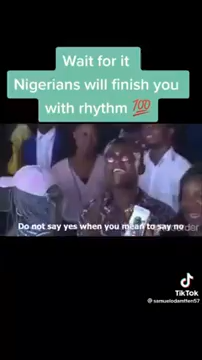 Wait for it
Nigerians will finish you
with rhythm 💯
Do not say yes when you mean to say no
TikTok
@samuelodamtten57